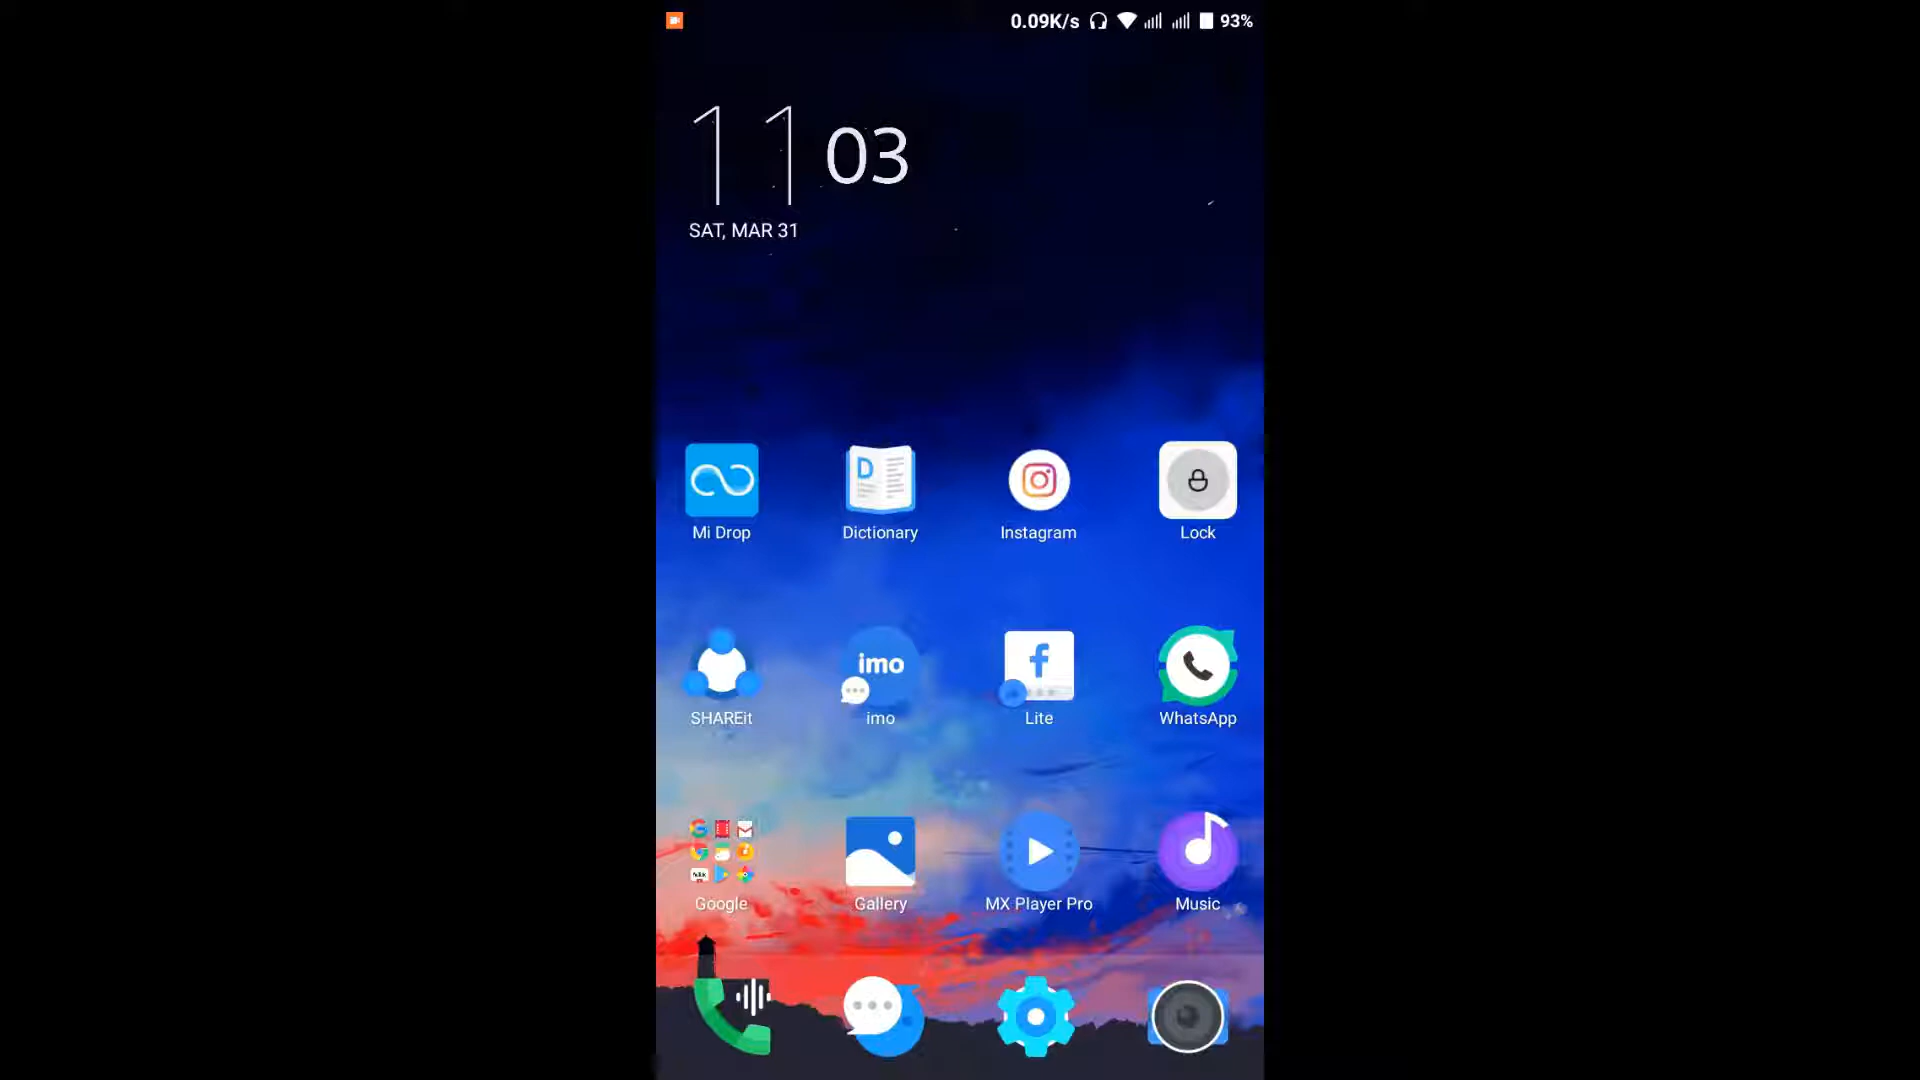 0.09K/s 93%
11 03
SAT, MAR 31
D
Mi Drop Dictionary Instagram Lock
imo f
SHAREit imo Lite WhatsApp
Google Gallery MX Player Pro Music